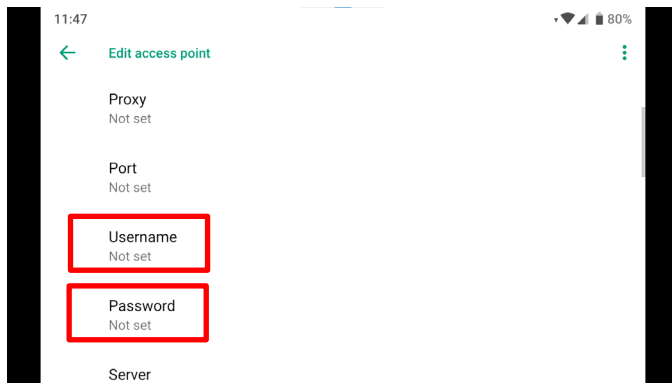 11:47
80%
Edit access point
Proxy
Not set
Port
Not set
Username
Not set
Password
Not set
Server